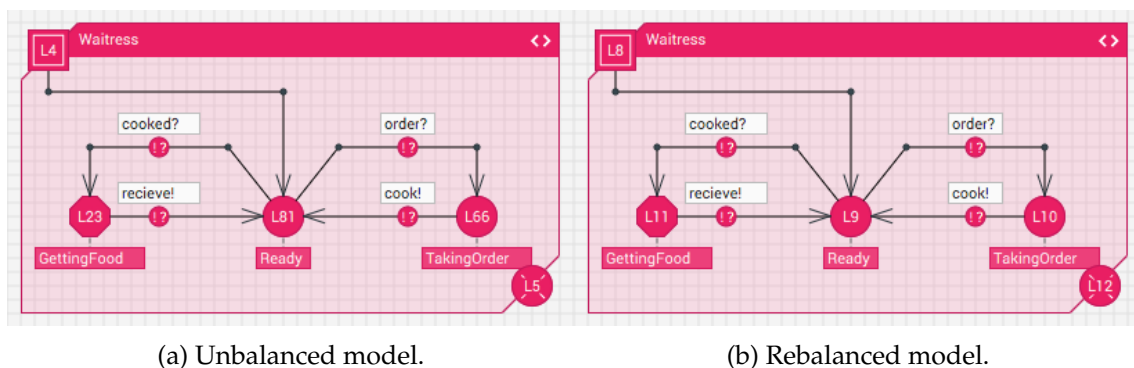 L4 Waitress <>
cooked? order?
! ? ! ?
recieve! cook!
L23 ! ? L81 ! ? L66
GettingFood Ready TakingOrder
L5
L8 Waitress <>
cooked? order?
! ? ! ?
recieve! cook!
L11 ! ? L9 ! ? L10
GettingFood Ready TakingOrder
L12
(a) Unbalanced model.
(b) Rebalanced model.